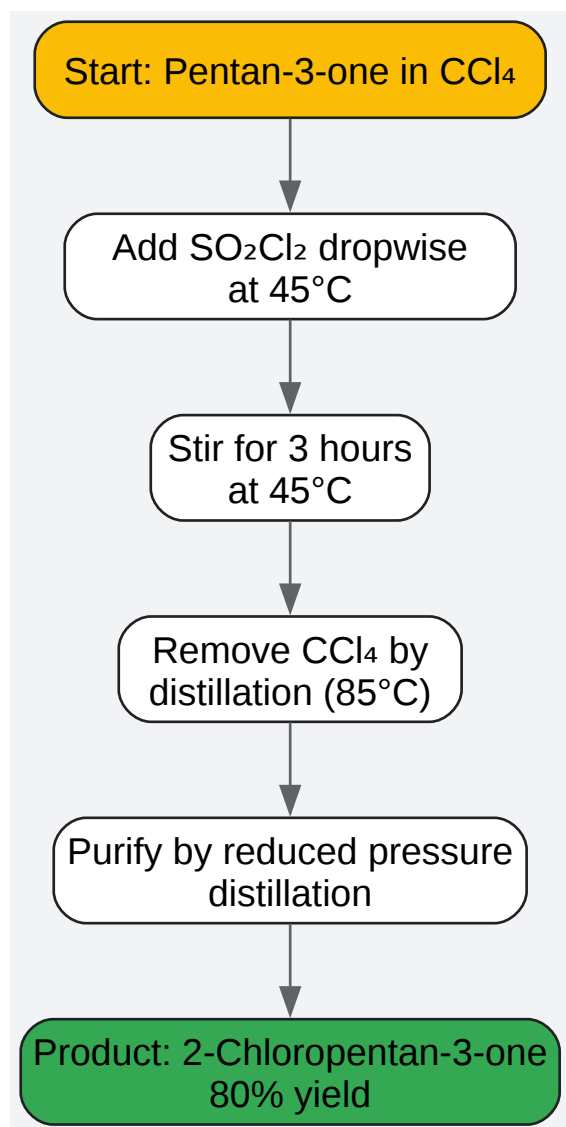 Start: Pentan-3-one in CCl₄
Add SO₂Cl₂ dropwise
at 45°C
Stir for 3 hours
at 45°C
Remove CCl₄ by
distillation (85°C)
Purify by reduced pressure
distillation
Product: 2-Chloropentan-3-one
80% yield